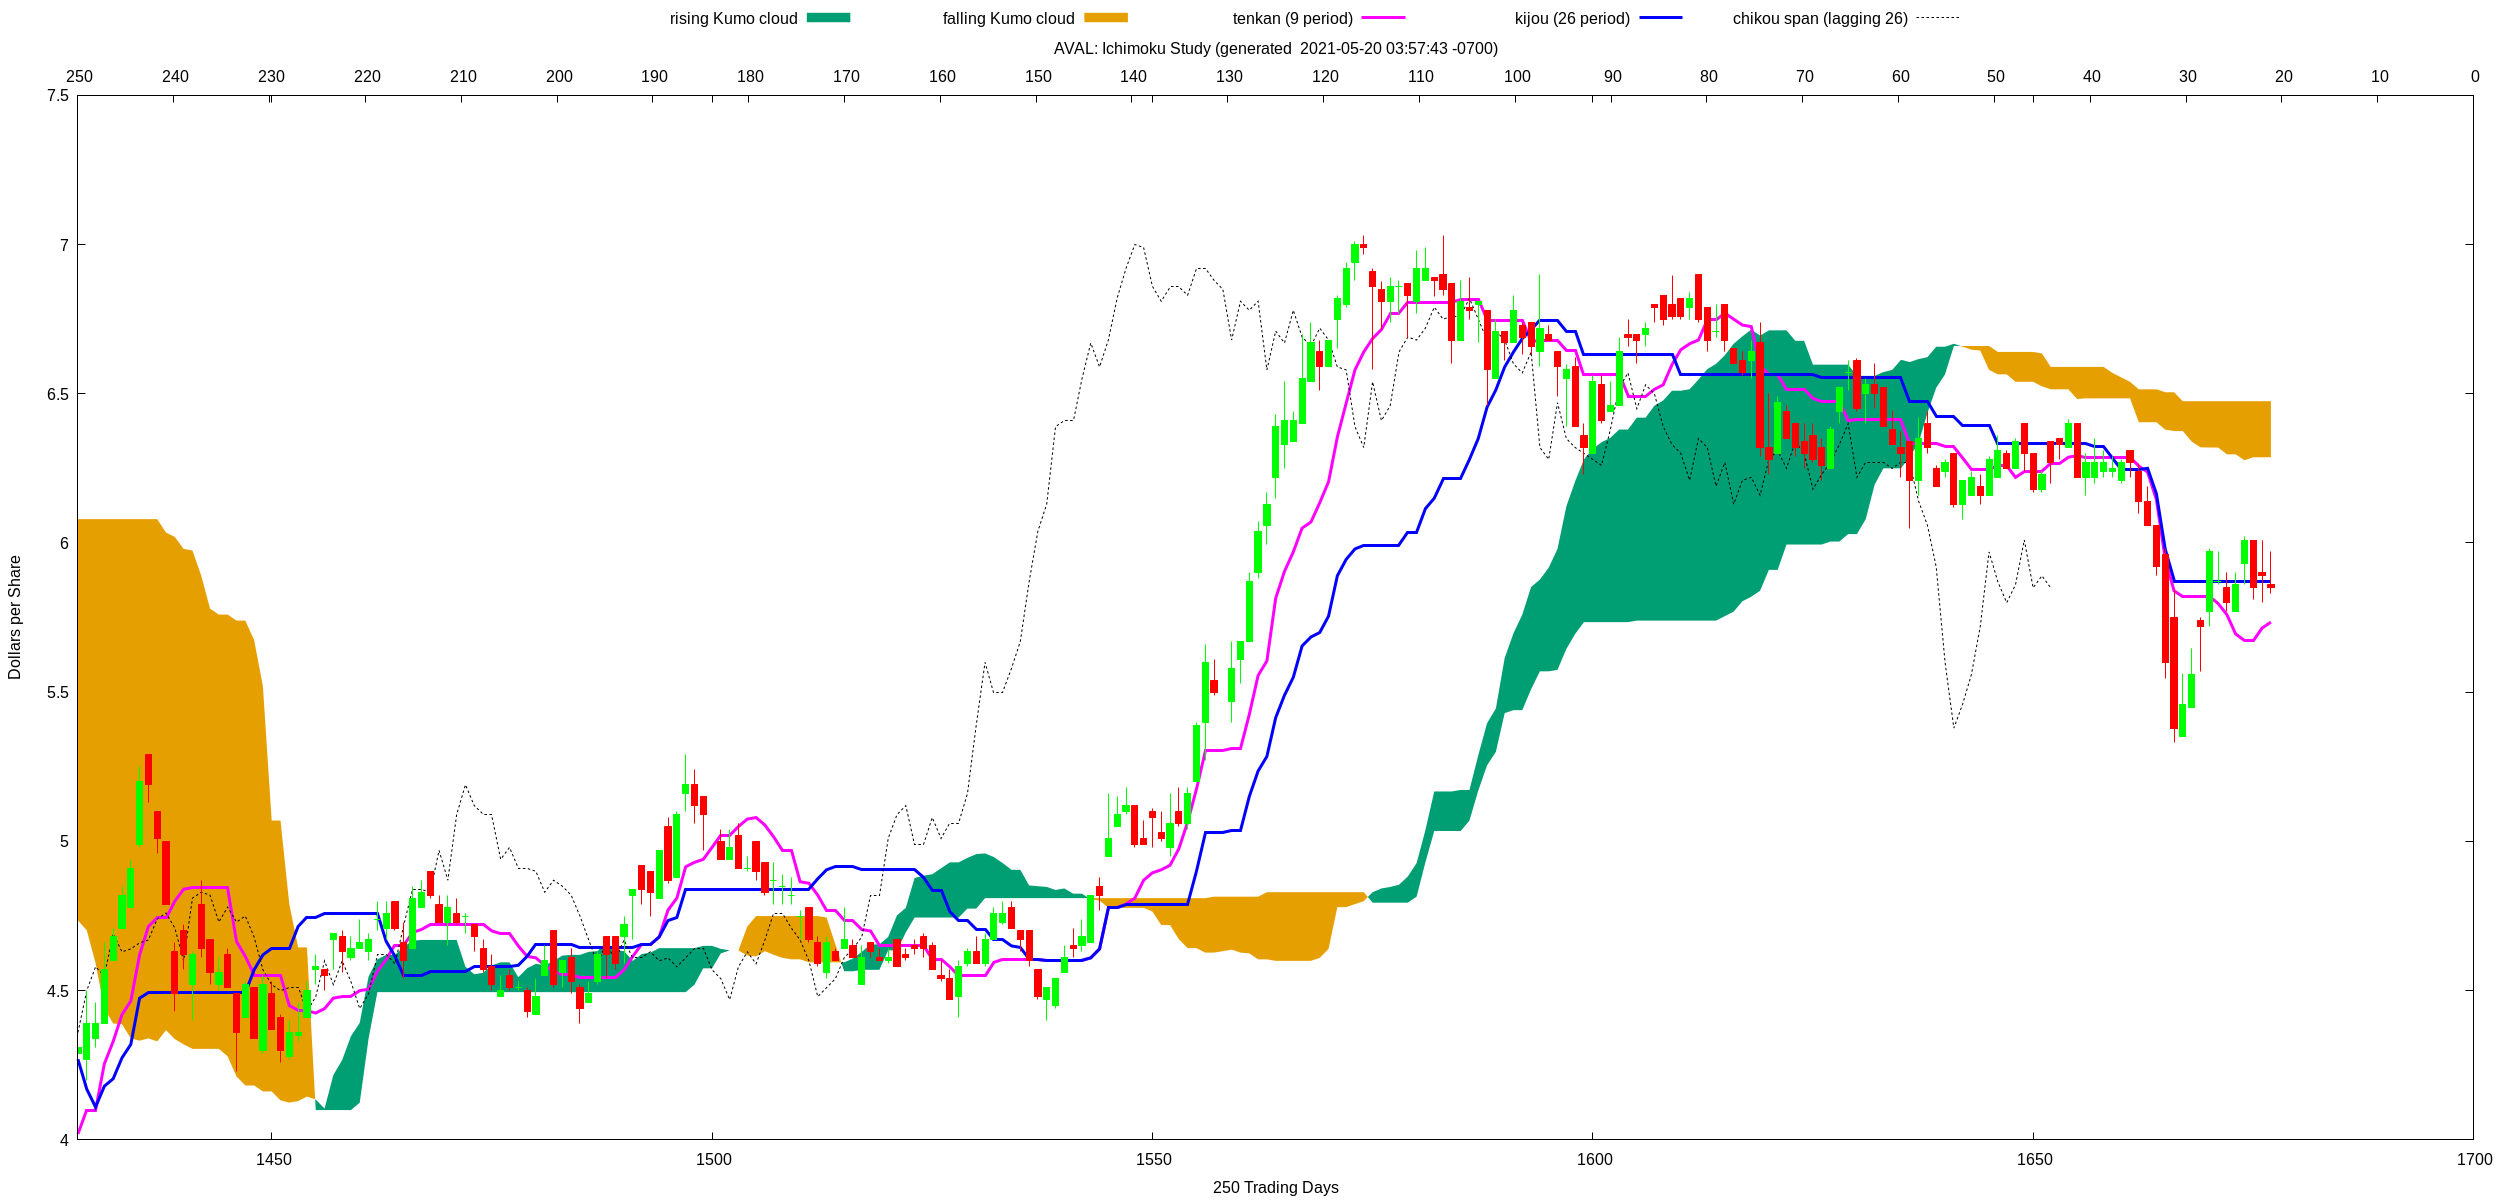 rising Kumo cloud falling Kumo cloud tenkan (9 period) kijou (26 period) chikou span (lagging 26)
AVAL: Ichimoku Study (generated  2021-05-20 03:57:43 -0700)
250 240 230 220 210 200 190 180 170 160 150 140 130 120 110 100 90 80 70 60 50 40 30 20 10 0
7.5
7
6.5
6
5.5
5
4.5
4
Dollars per Share
1450 1500 1550 1600 1650 1700
250 Trading Days